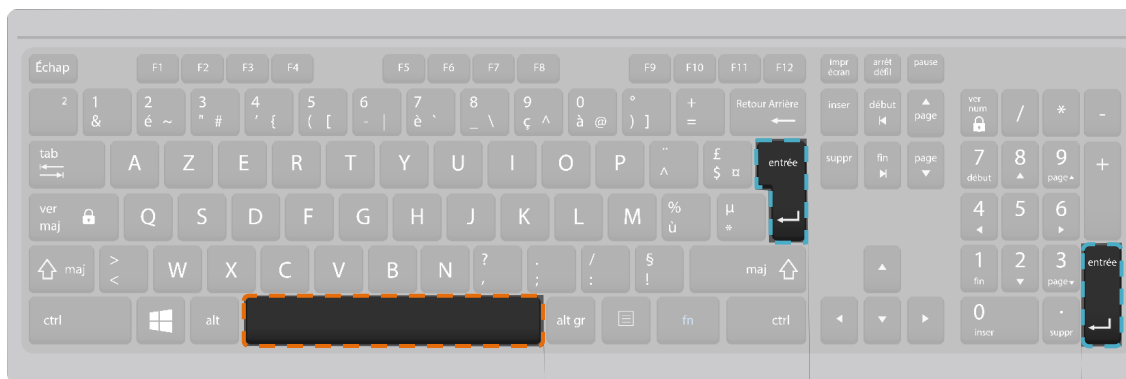 Échap F1 F2 F3 F4 F5 F6 F7 F8 F9 F10 F11 F12 impr écran arrêt défil pause
2 1 & 2 é ~ 3 " # 4 ' { 5 ( [ 6 - | 7 è ` 8 _ \ 9 ç ^ 0 à @ ° ) ] + = Retour Arrière inser début page ver num / * -
tab A Z E R T Y U I O P ¨ ^ £ $ ¤ entrée suppr fin page 7 début 8 9 page +
ver maj Q S D F G H J K L M % ù µ * 4 5 6
maj > < W X C V B N ? , . ; / : § ! maj 1 fin 2 3 page entrée
ctrl alt alt gr fn ctrl 0 inser . suppr